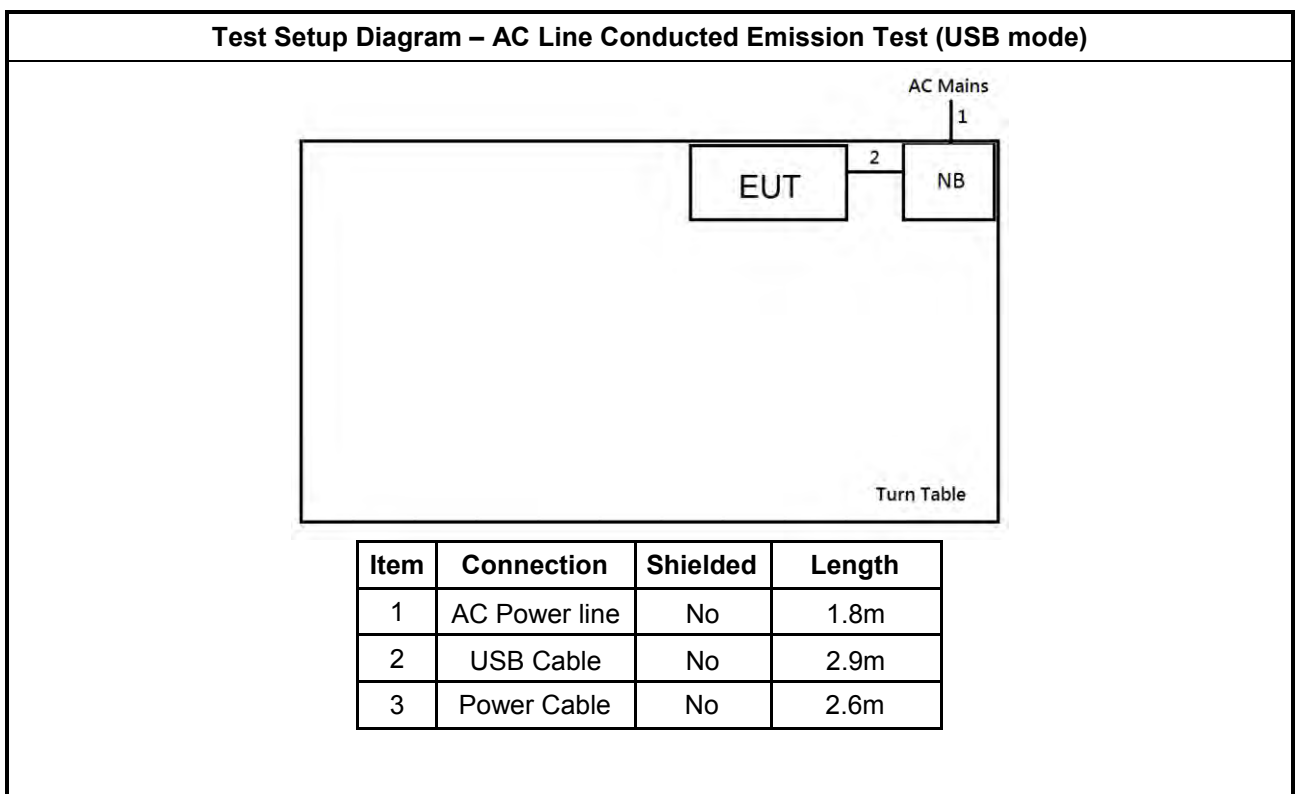 Test Setup Diagram – AC Line Conducted Emission Test (USB mode)
AC Mains
1
2
EUT
NB
Turn Table
Item Connection Shielded Length
1 AC Power line No 1.8m
2 USB Cable No 2.9m
3 Power Cable No 2.6m